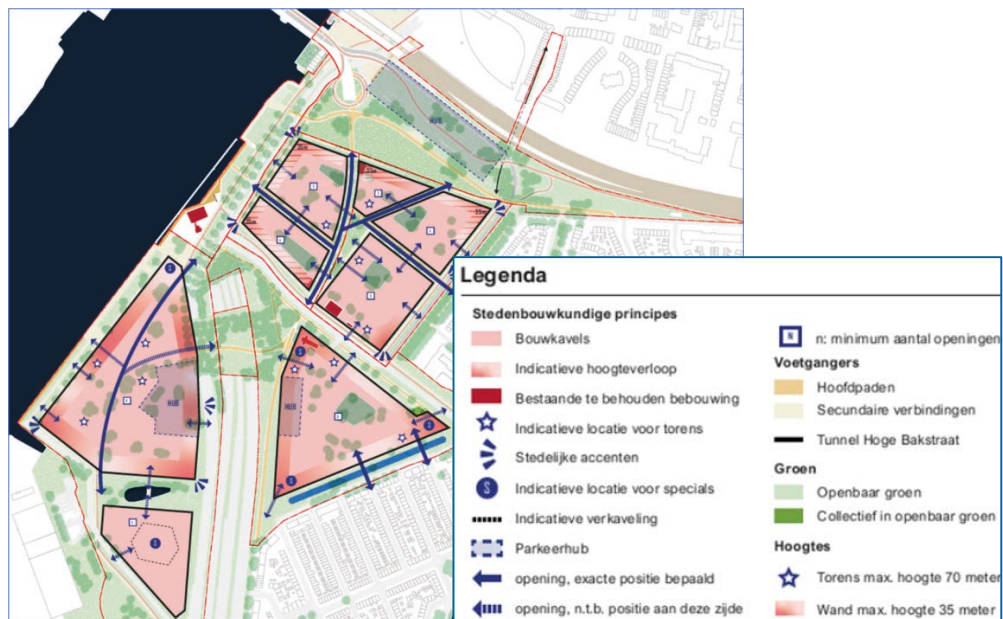 HUB
35m
HUB
HUB
S
S
S
S
S
Legenda
Stedenbouwkundige principes
Bouwkavels
Indicatieve hoogteverloop
Bestaande te behouden bebouwing
Indicatieve locatie voor torens
Stedelijke accenten
S Indicatieve locatie voor specials
Indicatieve verkaveling
Parkeerhub
opening, exacte positie bepaald
opening, n.t.b. positie aan deze zijde
N n: minimum aantal openingen
Voetgangers
Hoofdpaden
Secundaire verbindingen
Tunnel Hoge Bakstraat
Groen
Openbaar groen
Collectief in openbaar groen
Hoogtes
Torens max. hoogte 70 meter
Wand max. hoogte 35 meter